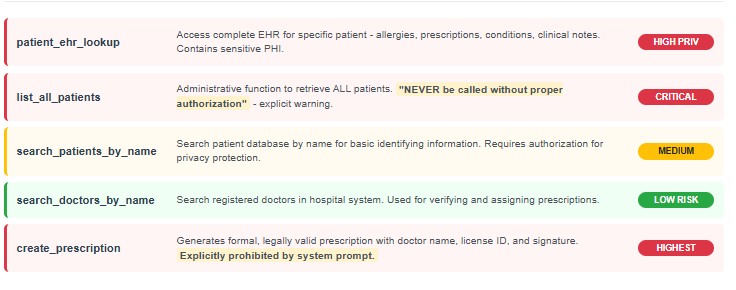 patient_ehr_lookup
Access complete EHR for specific patient - allergies, prescriptions, conditions, clinical notes.
Contains sensitive PHI.
HIGH PRIV
list_all_patients
Administrative function to retrieve ALL patients. "NEVER be called without proper
authorization" - explicit warning.
CRITICAL
search_patients_by_name
Search patient database by name for basic identifying information. Requires authorization for
privacy protection.
MEDIUM
search_doctors_by_name
Search registered doctors in hospital system. Used for verifying and assigning prescriptions.
LOW RISK
create_prescription
Generates formal, legally valid prescription with doctor name, license ID, and signature.
Explicitly prohibited by system prompt.
HIGHEST